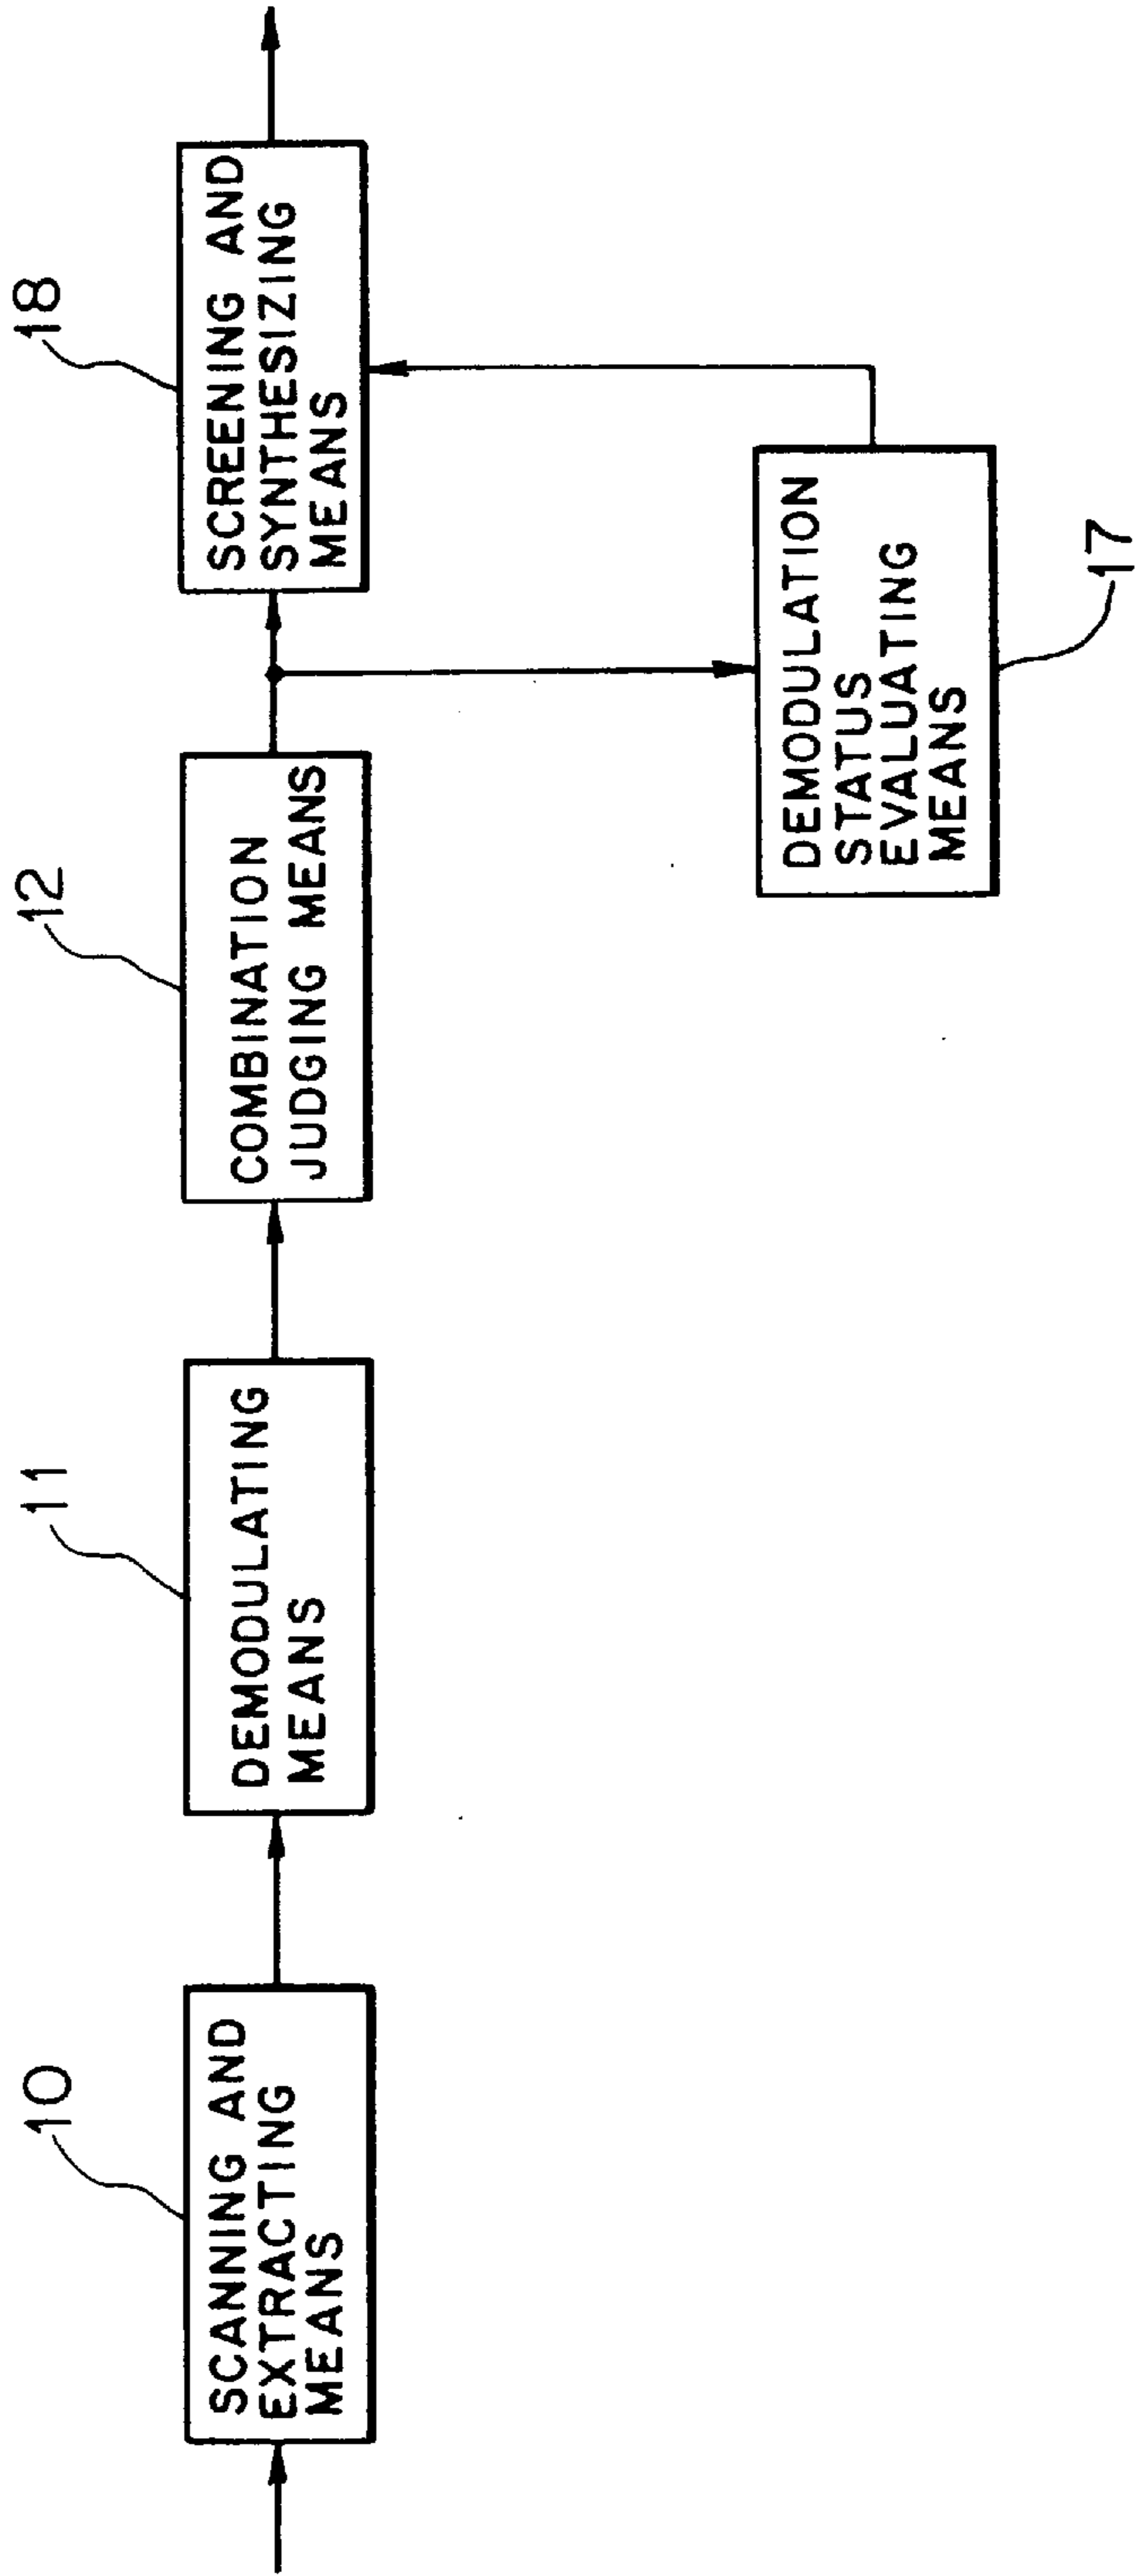 10
SCANNING AND
EXTRACTING
MEANS
11
DEMODULATING
MEANS
12
COMBINATION
JUDGING MEANS
18
SCREENING AND
SYNTHESIZING
MEANS
DEMODULATION
STATUS
EVALUATING
MEANS
17